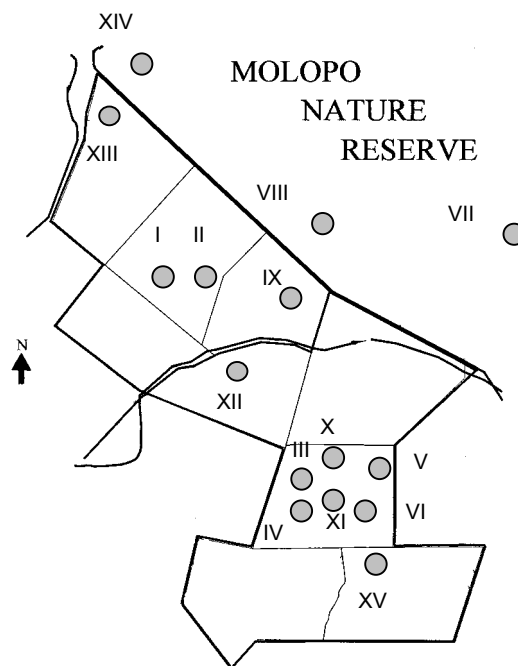 XIV
MOLOPO
NATURE
RESERVE
XIII
VIII
VII
I II
IX
N
XII
X
III
V
IV
XI
VI
XV